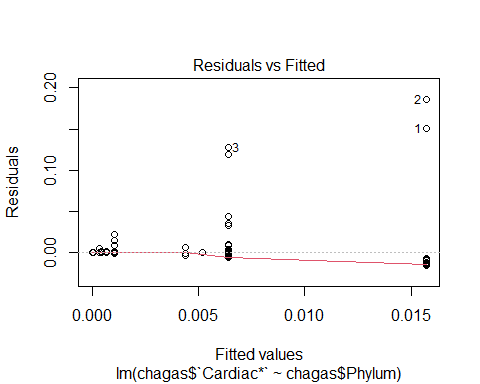 Residuals vs Fitted
Residuals
0.20
0.10
0.00
2
1
3
0.000
0.005
0.010
0.015
Fitted values
lm(chagas$`Cardiac*` ~ chagas$Phylum)